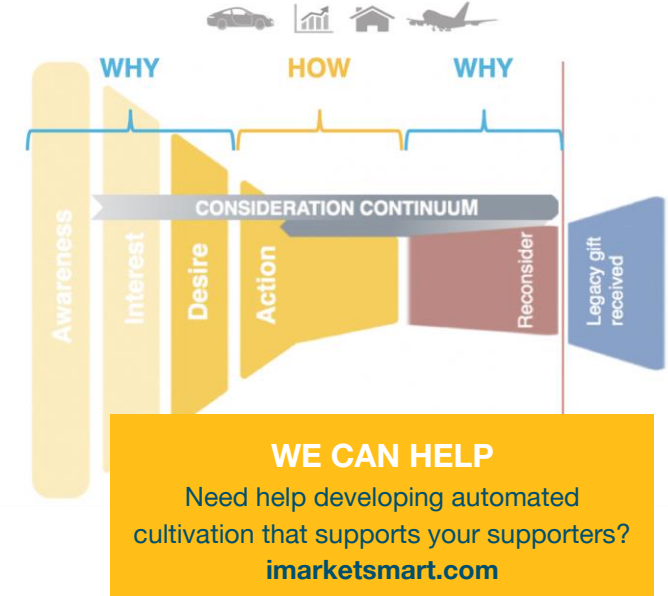 WHY
HOW
WHY
CONSIDERATION CONTINUUM
Awareness
Interest
Desire
Action
Reconsider
Legacy gift
received
WE CAN HELP
Need help developing automated
cultivation that supports your supporters?
imarketsmart.com